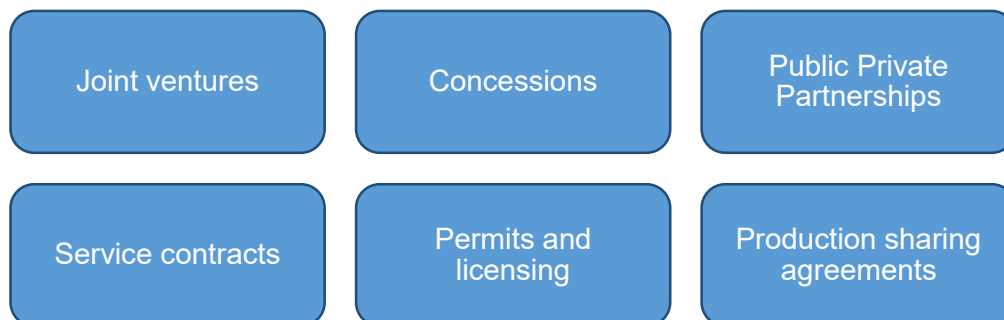 Joint ventures
Concessions
Public Private
Partnerships
Service contracts
Permits and
licensing
Production sharing
agreements